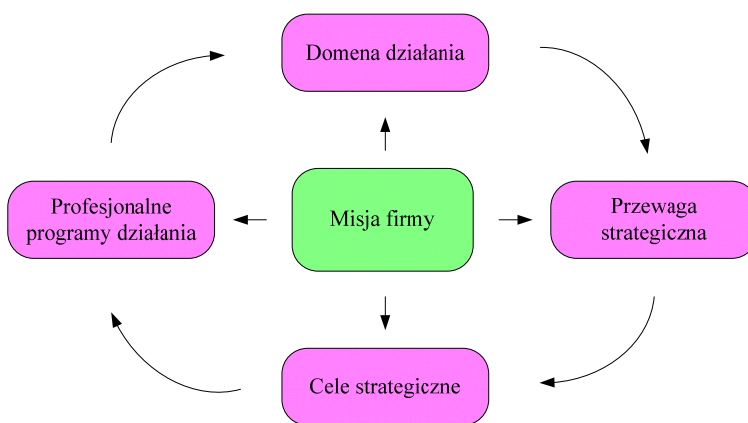 Domena działania
Profesjonalne
programy działania
Misja firmy
Przewaga
strategiczna
Cele strategiczne